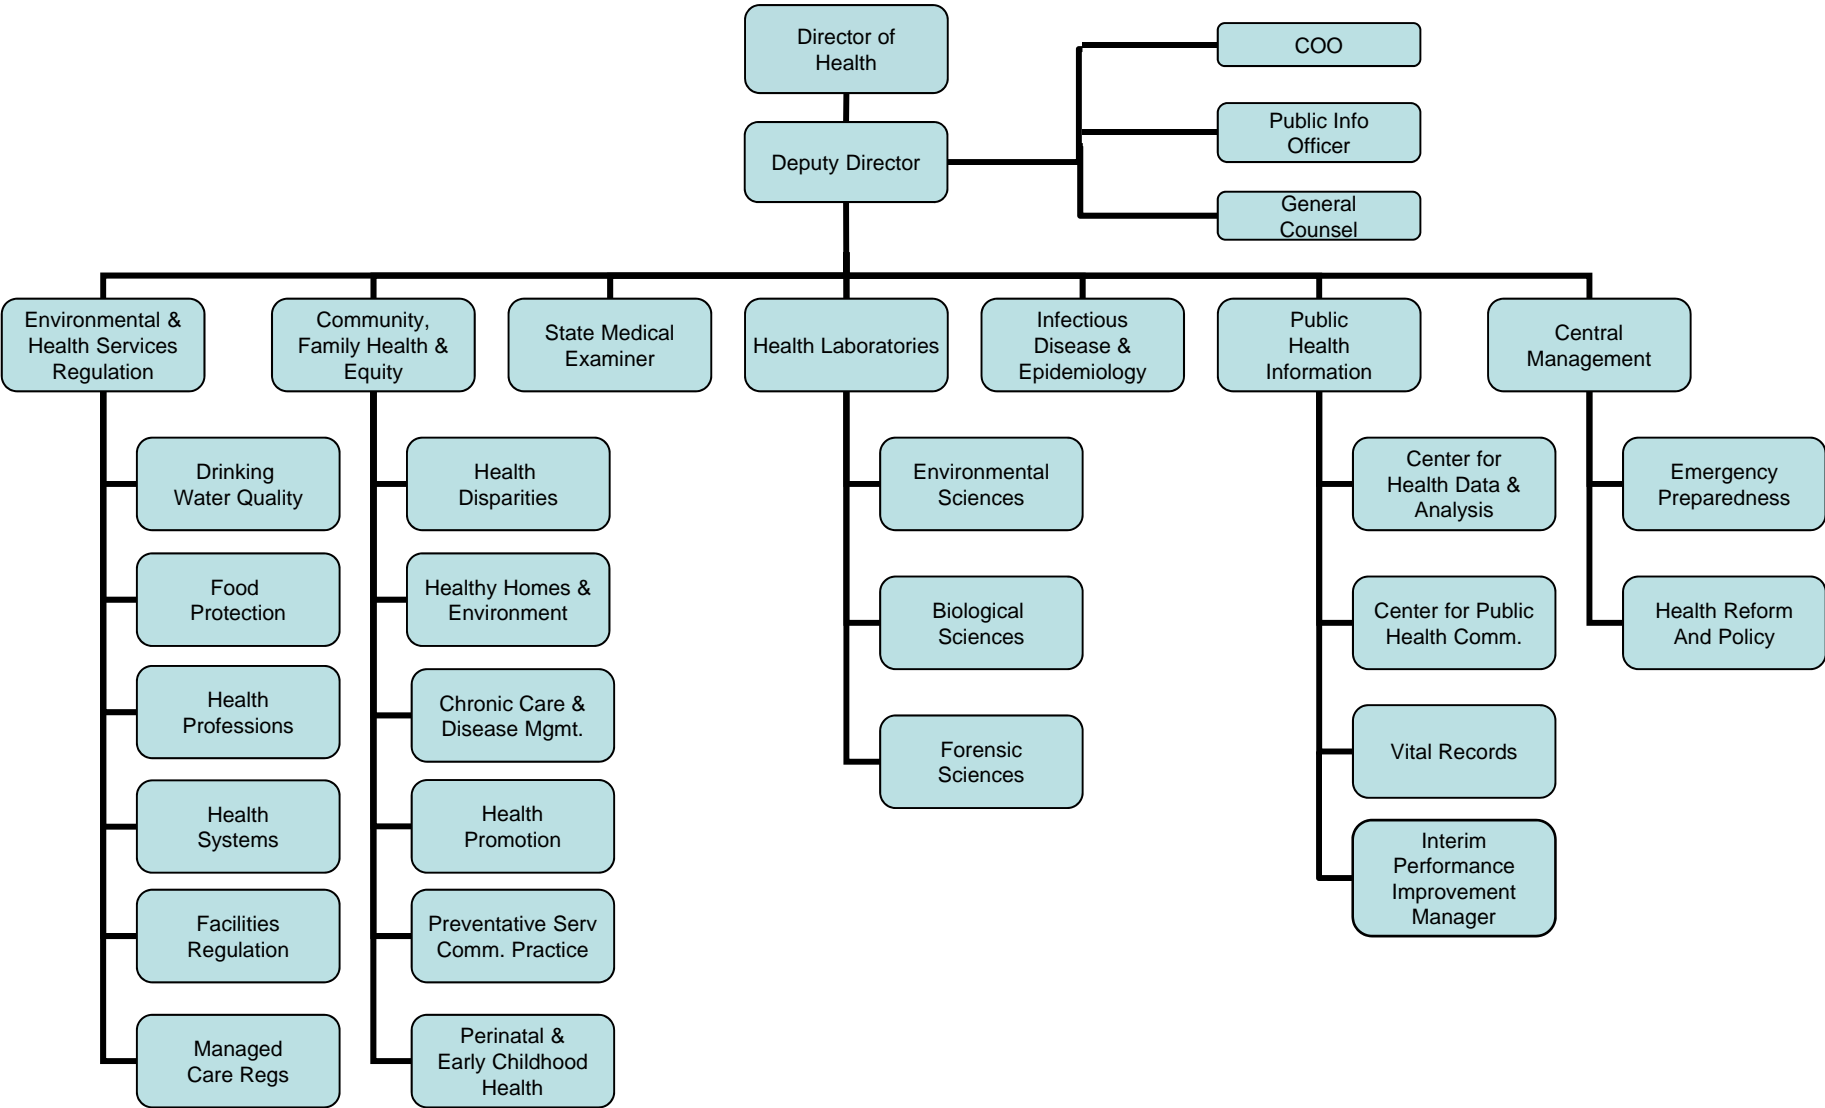 Director of
Health
COO
Public Info
Officer
Deputy Director
General
Counsel
Environmental &
Health Services
Regulation
Community,
Family Health &
Equity
State Medical
Examiner
Health Laboratories
Infectious
Disease &
Epidemiology
Public
Health
Information
Central
Management
Drinking
Water Quality
Food
Protection
Health
Professions
Health
Systems
Facilities
Regulation
Managed
Care Regs
Health
Disparities
Healthy Homes &
Environment
Chronic Care &
Disease Mgmt.
Health
Promotion
Preventative Serv
Comm. Practice
Perinatal &
Early Childhood
Health
Environmental
Sciences
Biological
Sciences
Forensic
Sciences
Center for
Health Data &
Analysis
Center for Public
Health Comm.
Vital Records
Interim
Performance
Improvement
Manager
Emergency
Preparedness
Health Reform
And Policy